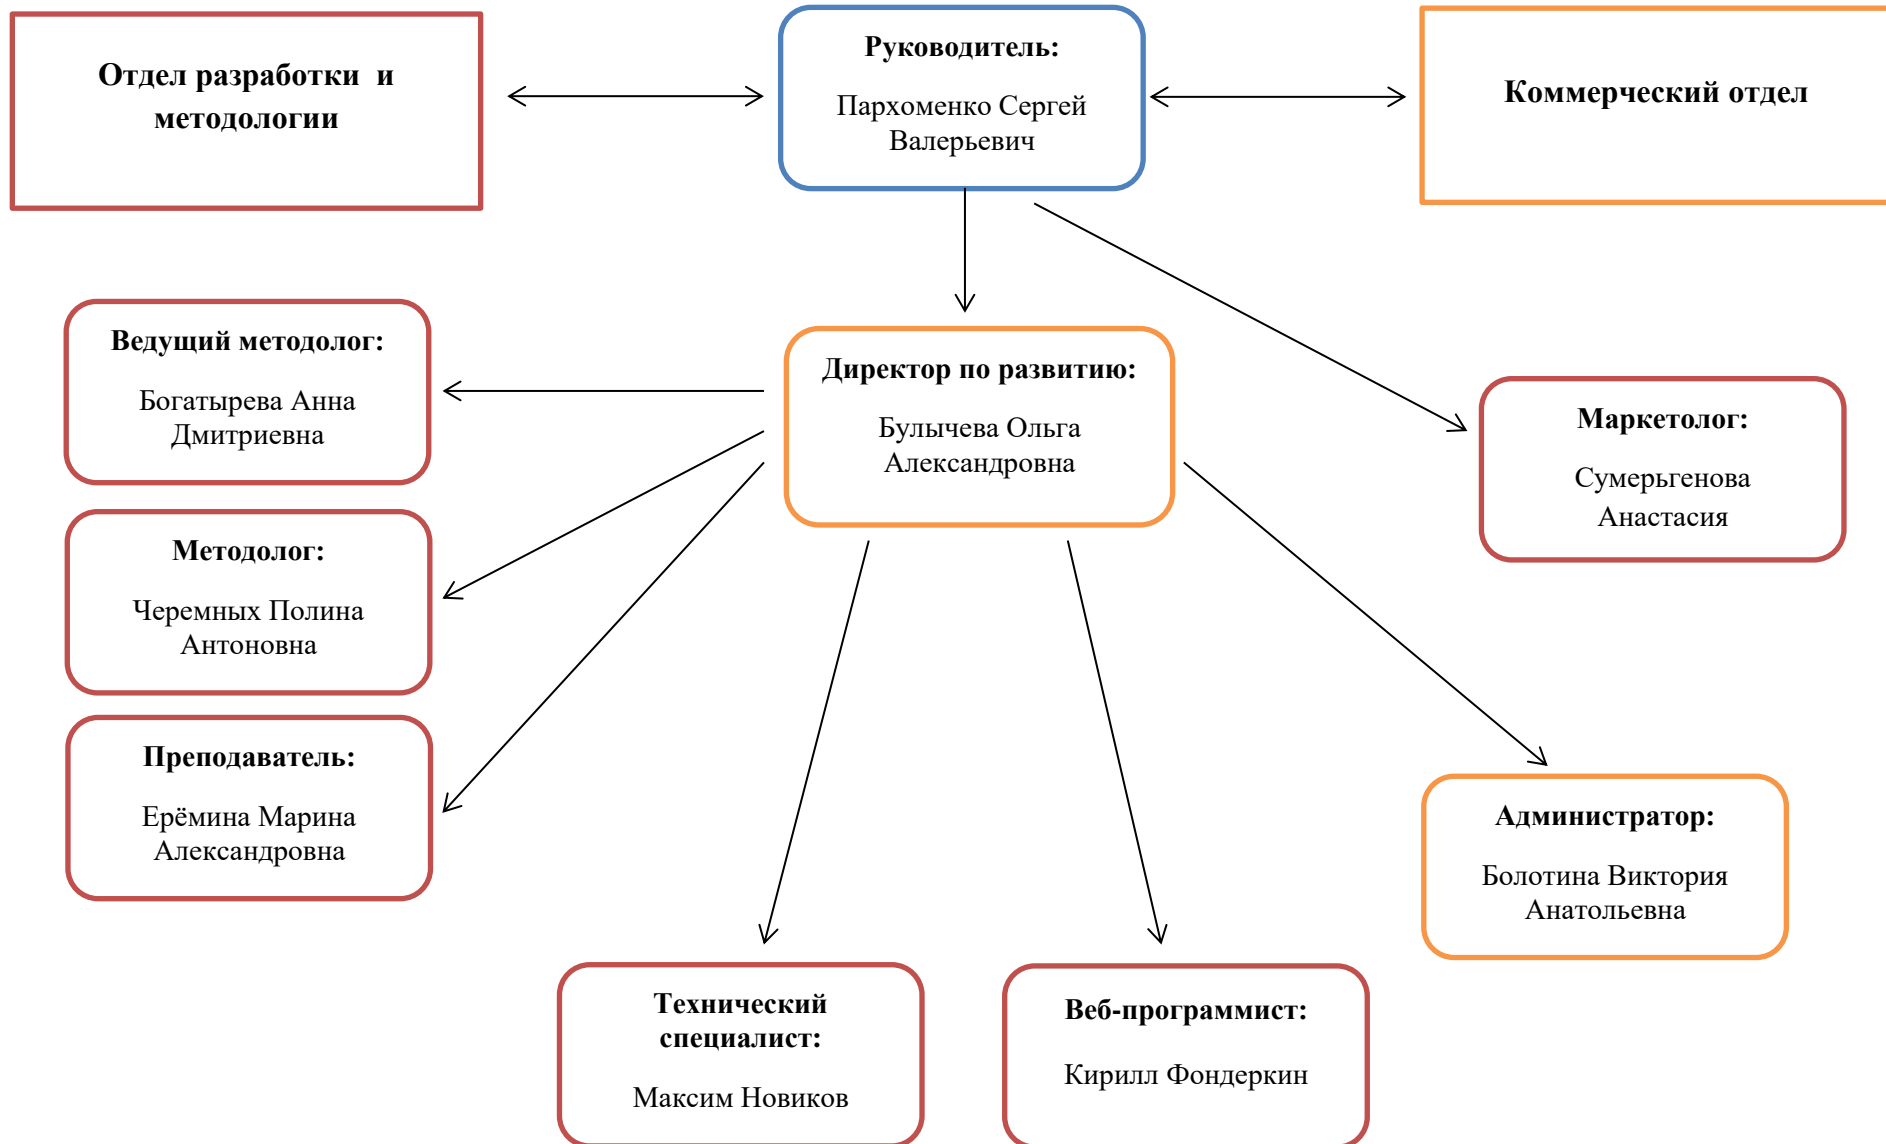 Отдел разработки и
методологии
Руководитель:
Пархоменко Сергей
Валерьевич
Коммерческий отдел
Ведущий методолог:
Богатырева Анна
Дмитриевна
Директор по развитию:
Булычева Ольга
Александровна
Маркетолог:
Сумерьгенова
Анастасия
Методолог:
Черемных Полина
Антоновна
Преподаватель:
Ерёмина Марина
Александровна
Администратор:
Болотина Виктория
Анатольевна
Технический
специалист:
Максим Новиков
Веб-программист:
Кирилл Фондеркин